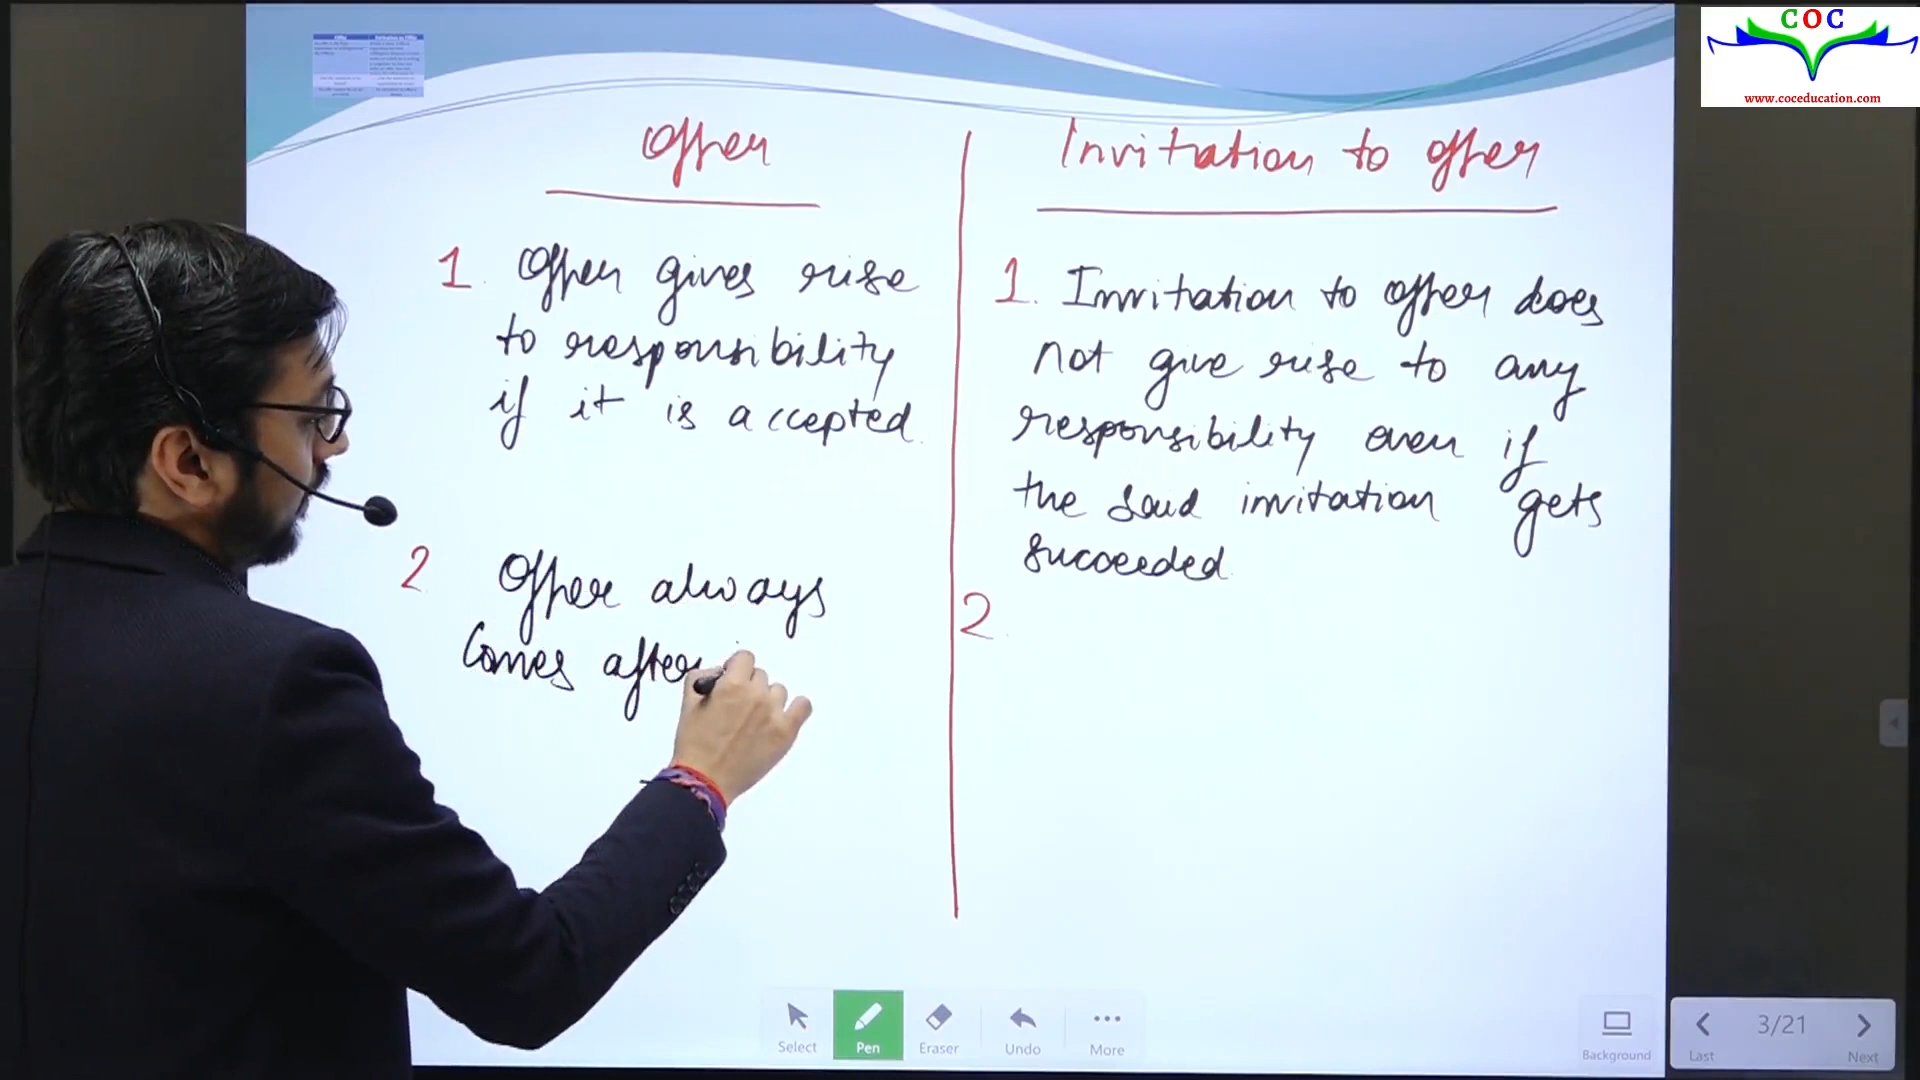 COC
www.coceducation.com
Offer
Invitation to offer
1. Offer gives rise
to responsibility
if it is accepted.
1. Invitation to offer does
not give rise to any
responsibility even if
the said invitation gets
succeeded.
2 Offer always
Comes after
2.
Select
Pen
Eraser
Undo
More
Background
Last
3/21
Next